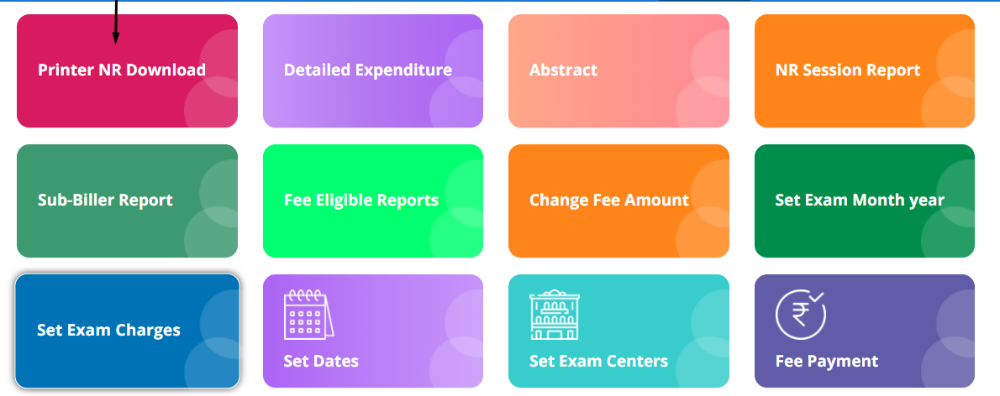 Printer NR Download
Detailed Expenditure
Abstract
NR Session Report
Sub-Biller Report
Fee Eligible Reports
Change Fee Amount
Set Exam Month year
Set Exam Charges
Set Dates
Set Exam Centers
Fee Payment